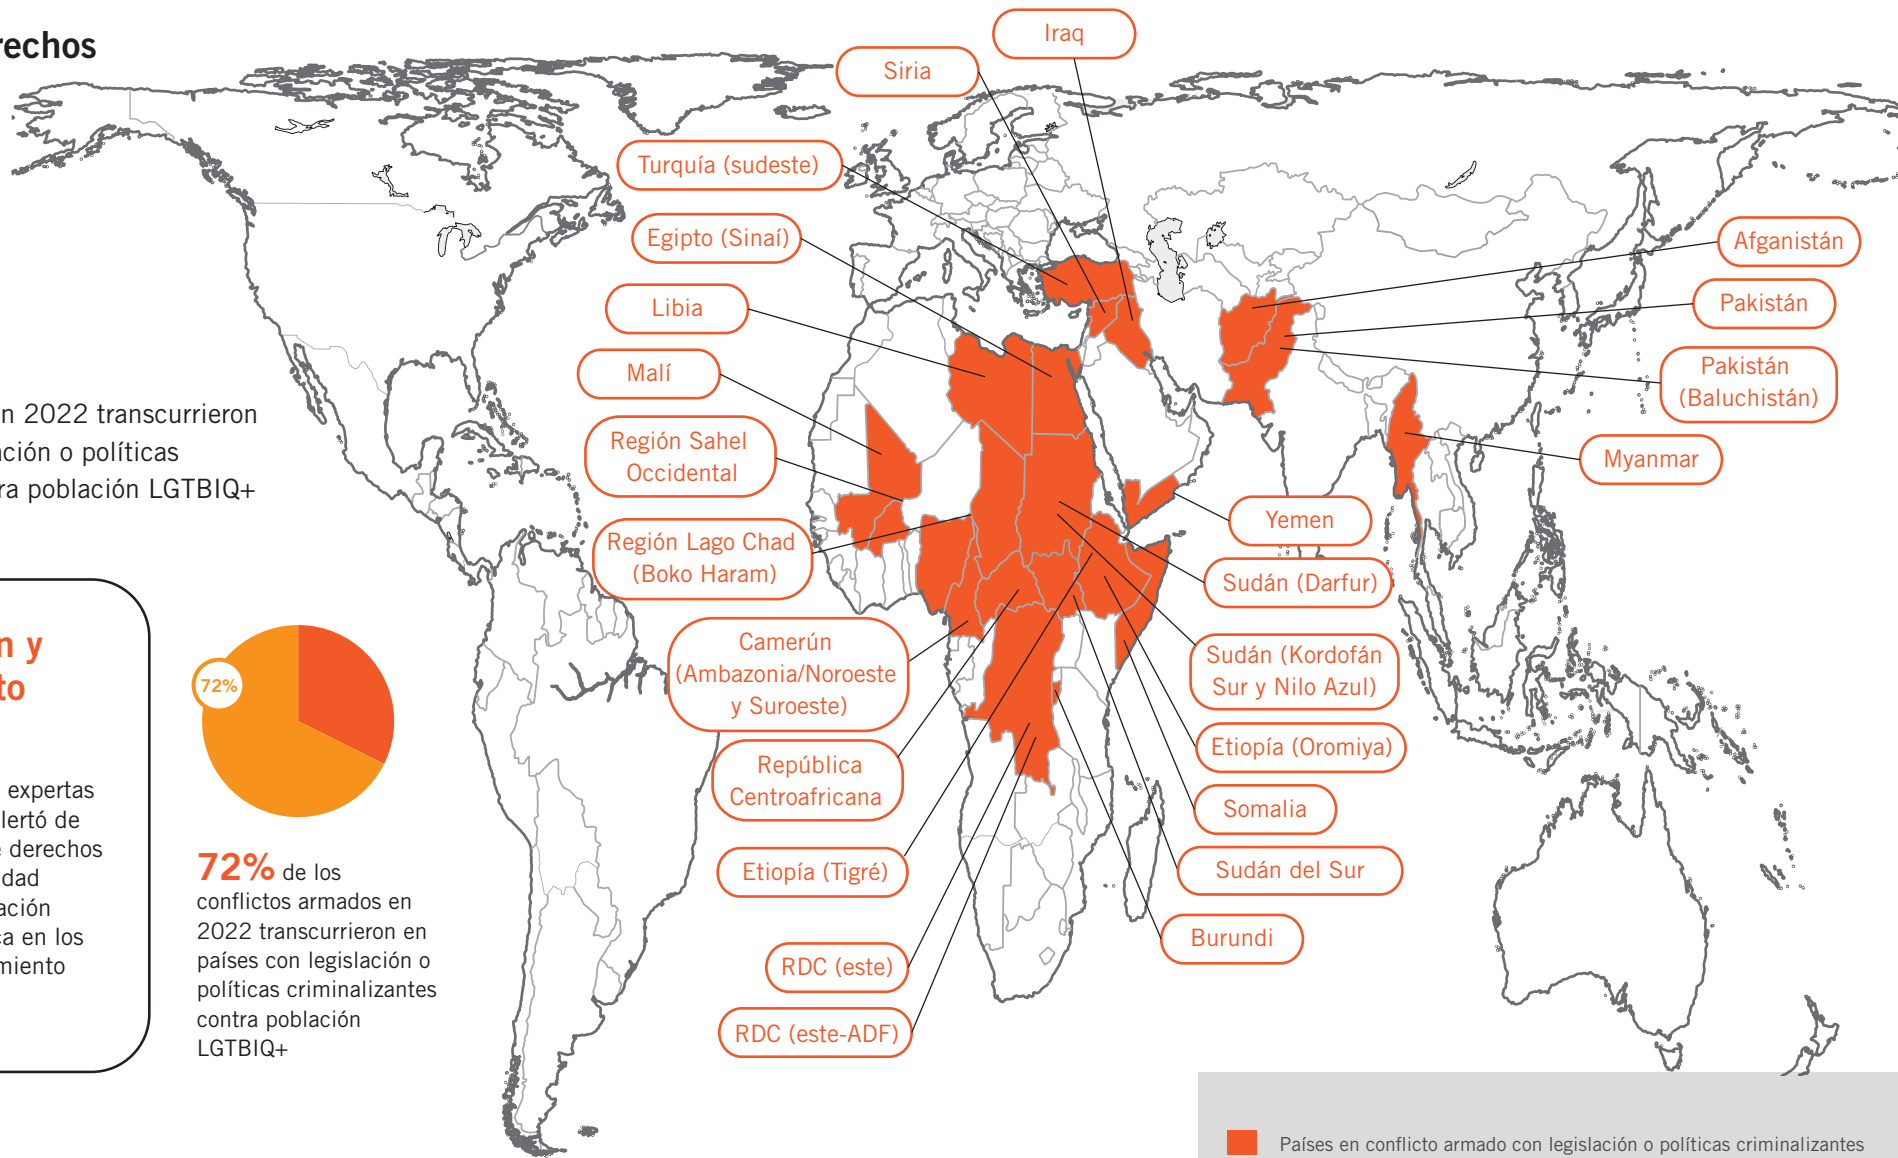 rechos
n 2022 transcurrieron
ación o políticas
ra población LGTBIQ+
n y
to
expertas
lertó de
e derechos
idad
ación
ca en los
miento
72%
72% de los
conflictos armados en
2022 transcurrieron en
países con legislación o
políticas criminalizantes
contra población
LGTBIQ+
Iraq
Siria
Turquía (sudeste)
Egipto (Sinaí)
Libia
Malí
Región Sahel
Occidental
Región Lago Chad
(Boko Haram)
Camerún
(Ambazonia/Noroeste
y Suroeste)
República
Centroafricana
Etiopía (Tigré)
RDC (este)
RDC (este-ADF)
Afganistán
Pakistán
Pakistán
(Baluchistán)
Myanmar
Yemen
Sudán (Darfur)
Sudán (Kordofán
Sur y Nilo Azul)
Etiopía (Oromiya)
Somalia
Sudán del Sur
Burundi
Países en conflicto armado con legislación o políticas criminalizantes